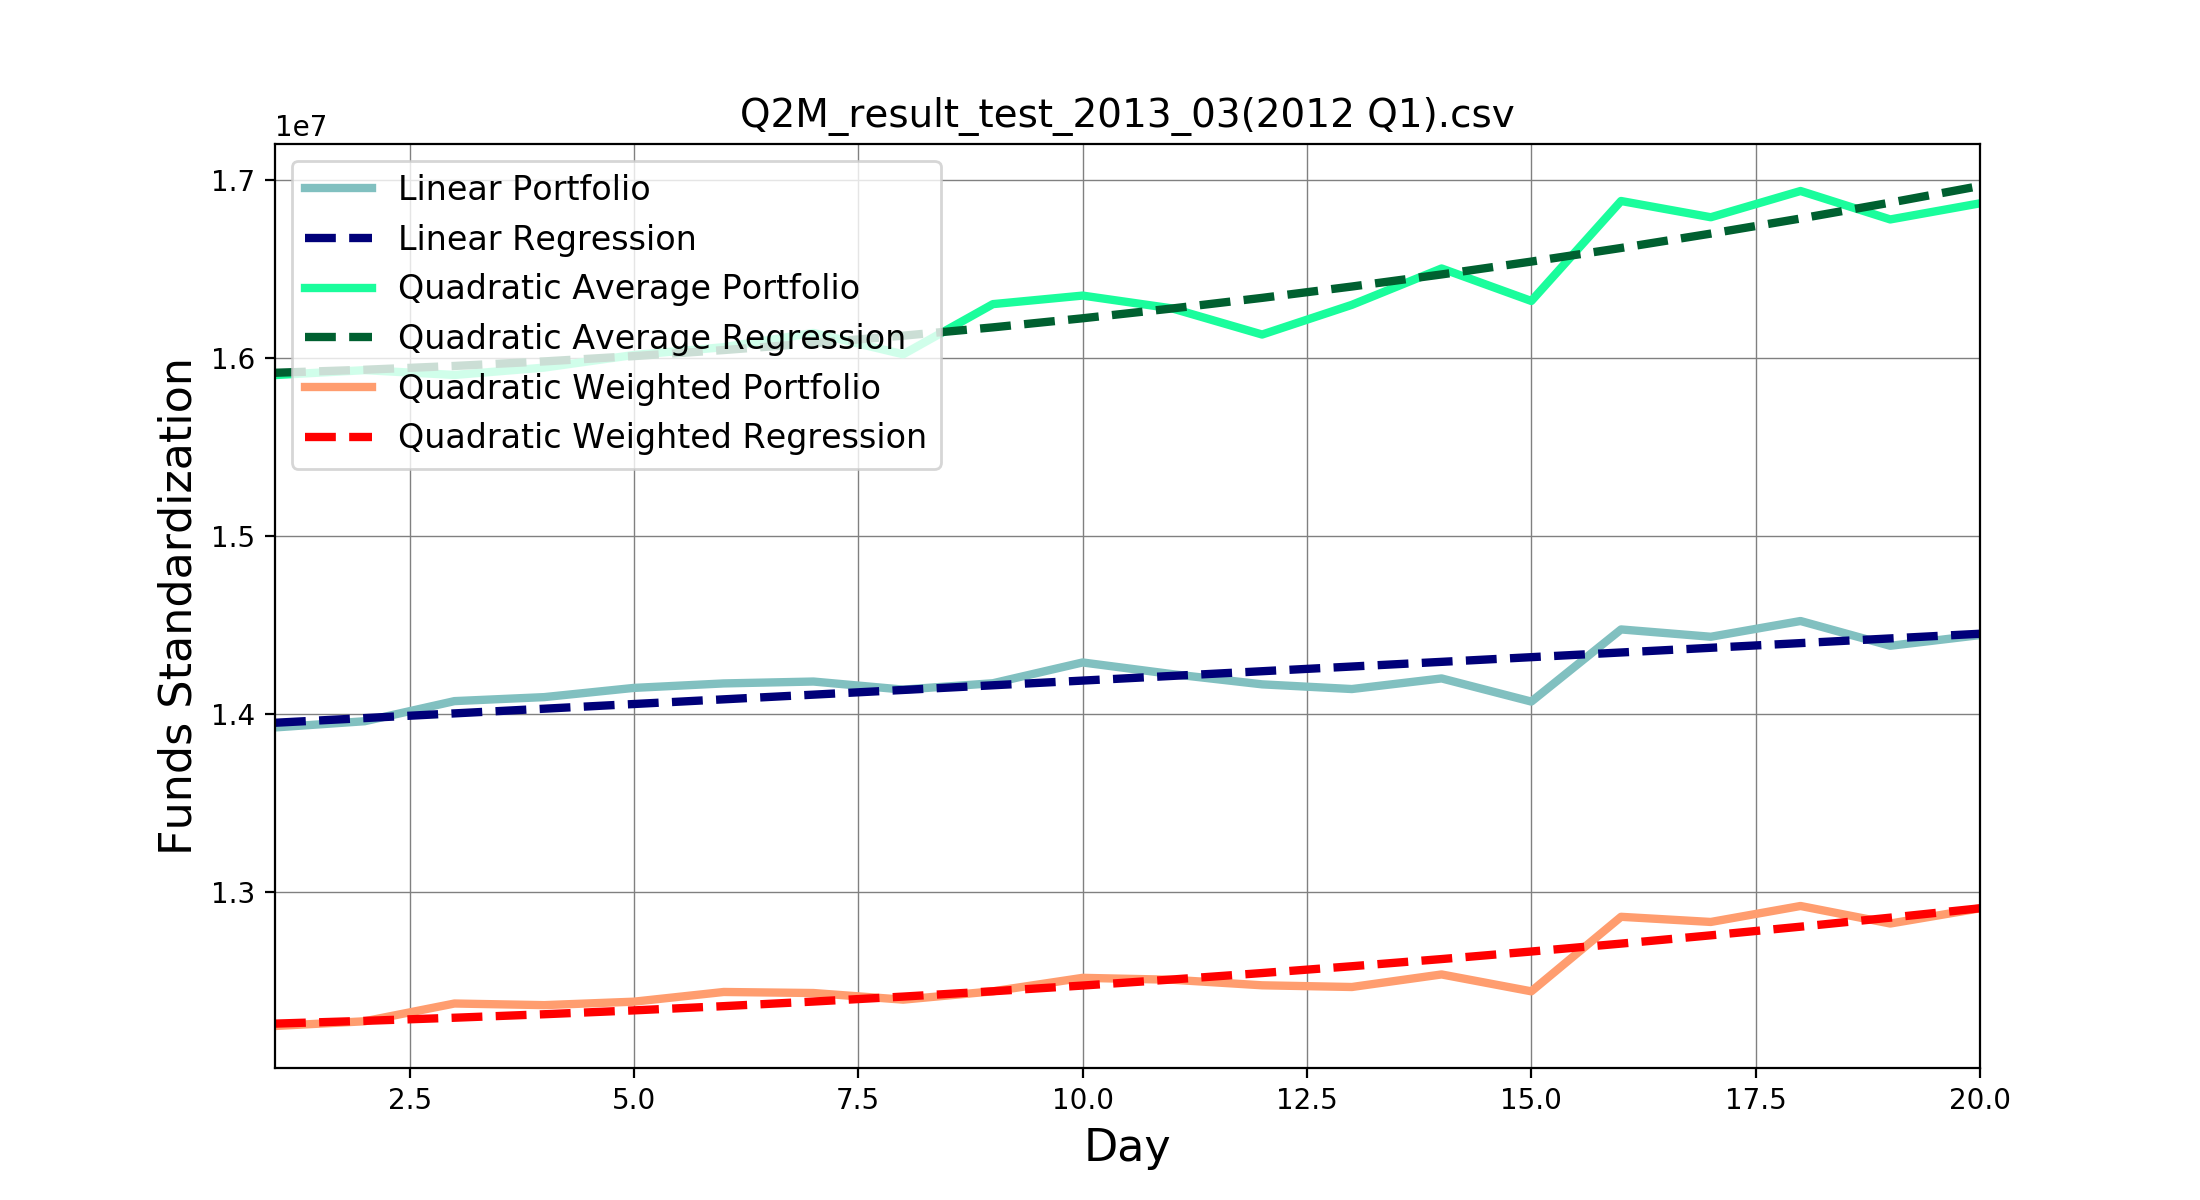 Q2M_result_test_2013_03(2012 Q1).csv
1e7
1.7
1.6
1.5
1.4
1.3
Funds Standardization
Linear Portfolio
Linear Regression
Quadratic Average Portfolio
Quadratic Average Regression
Quadratic Weighted Portfolio
Quadratic Weighted Regression
2.5 5.0 7.5 10.0 12.5 15.0 17.5 20.0
Day